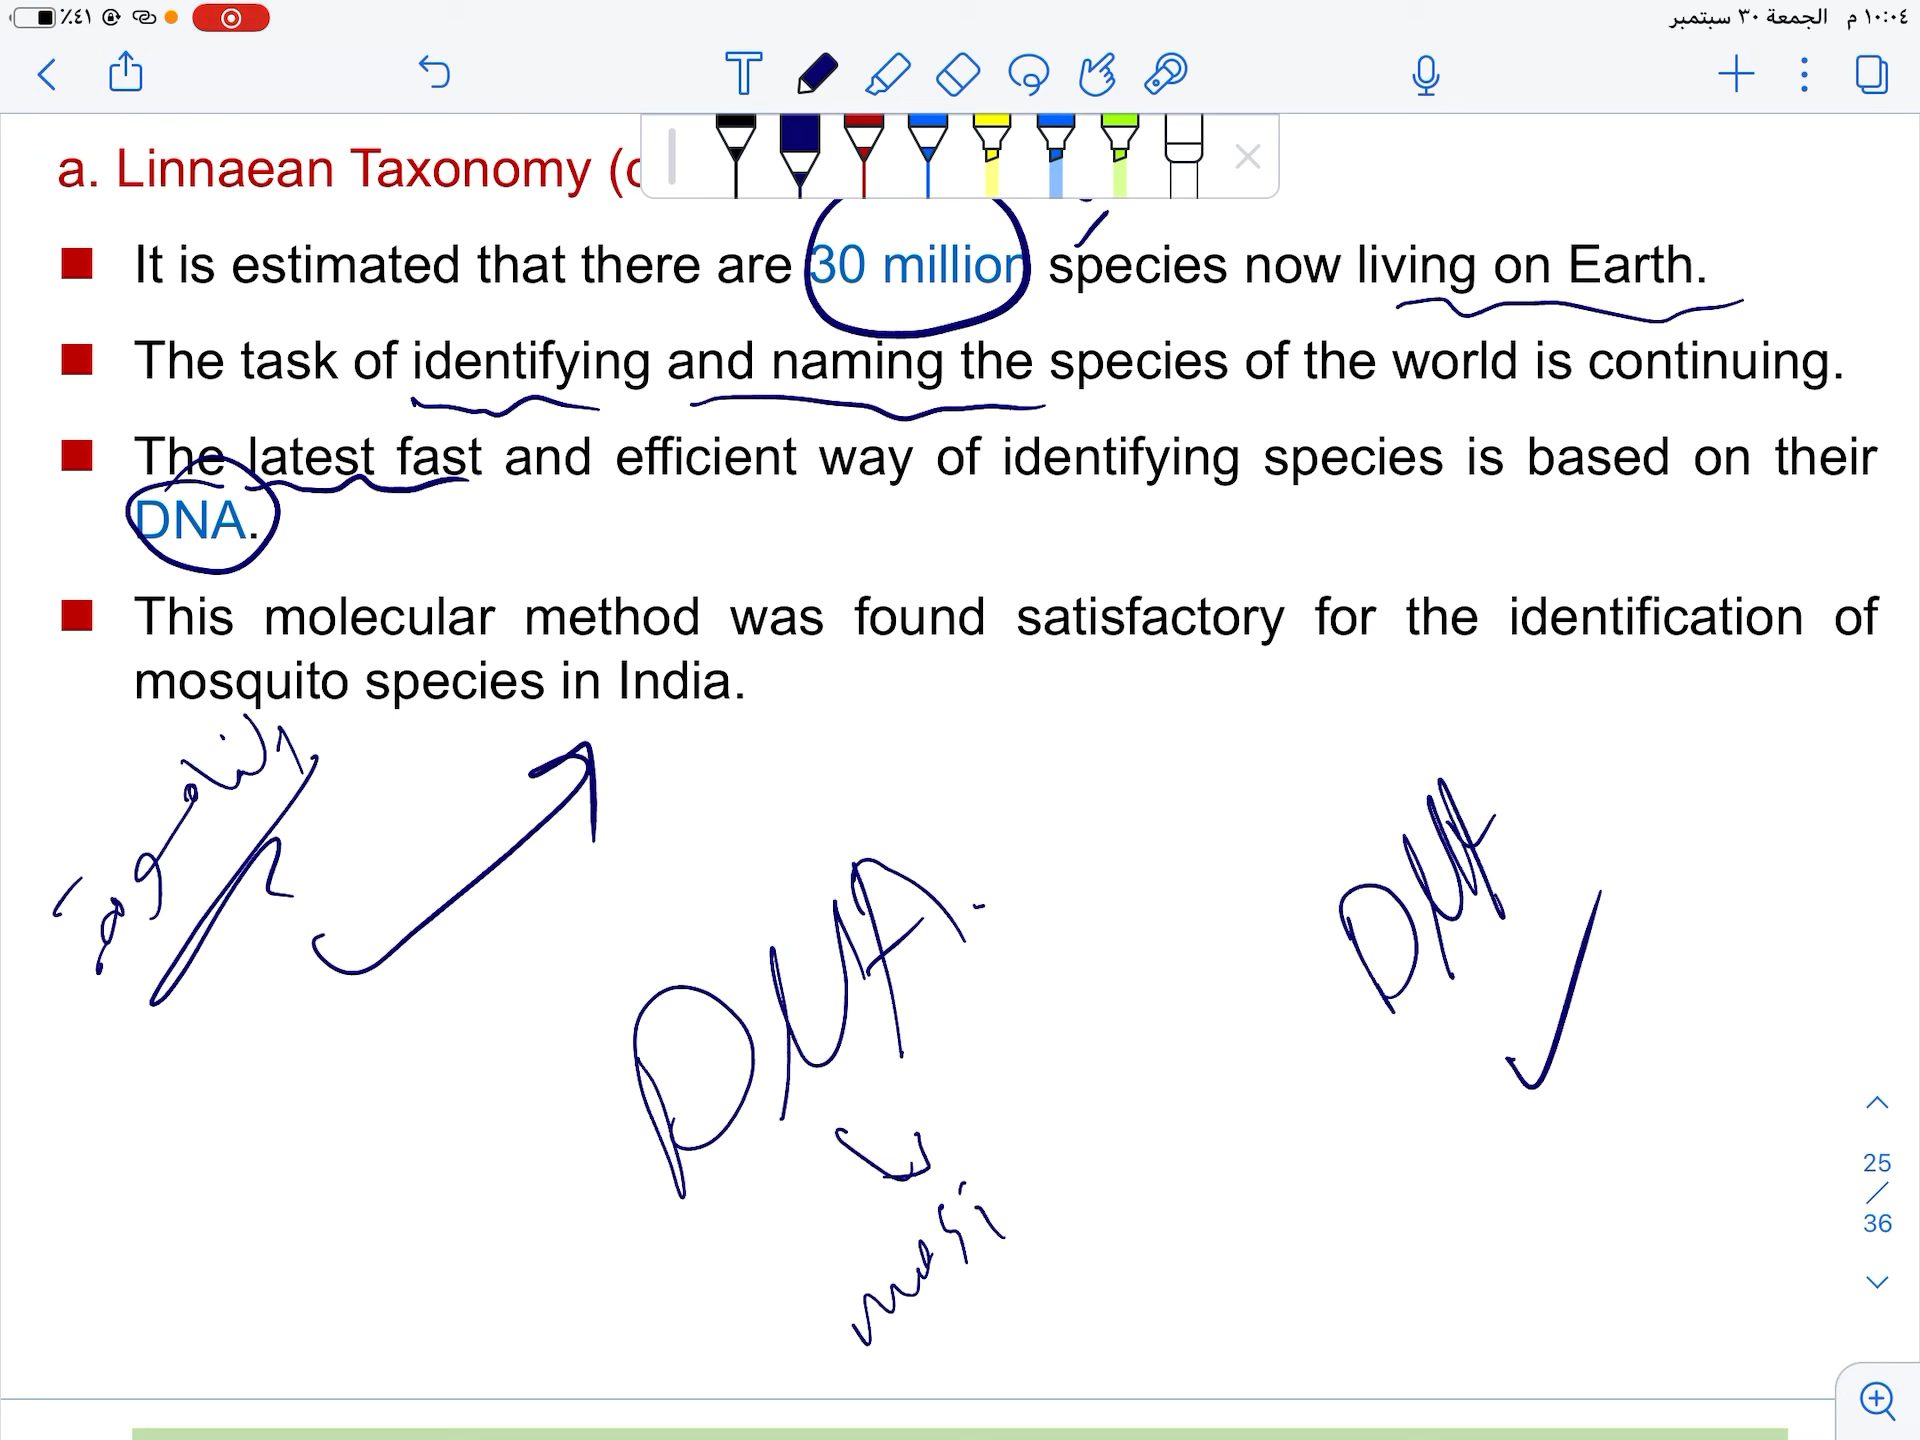 ٪٤١
١٠:٠٤ م الجمعة ٣٠ سبتمبر
a. Linnaean Taxonomy (c
It is estimated that there are 30 million species now living on Earth.
The task of identifying and naming the species of the world is continuing.
The latest fast and efficient way of identifying species is based on their
DNA.
This molecular method was found satisfactory for the identification of
mosquito species in India.
DNA
DNA.
25
/
36